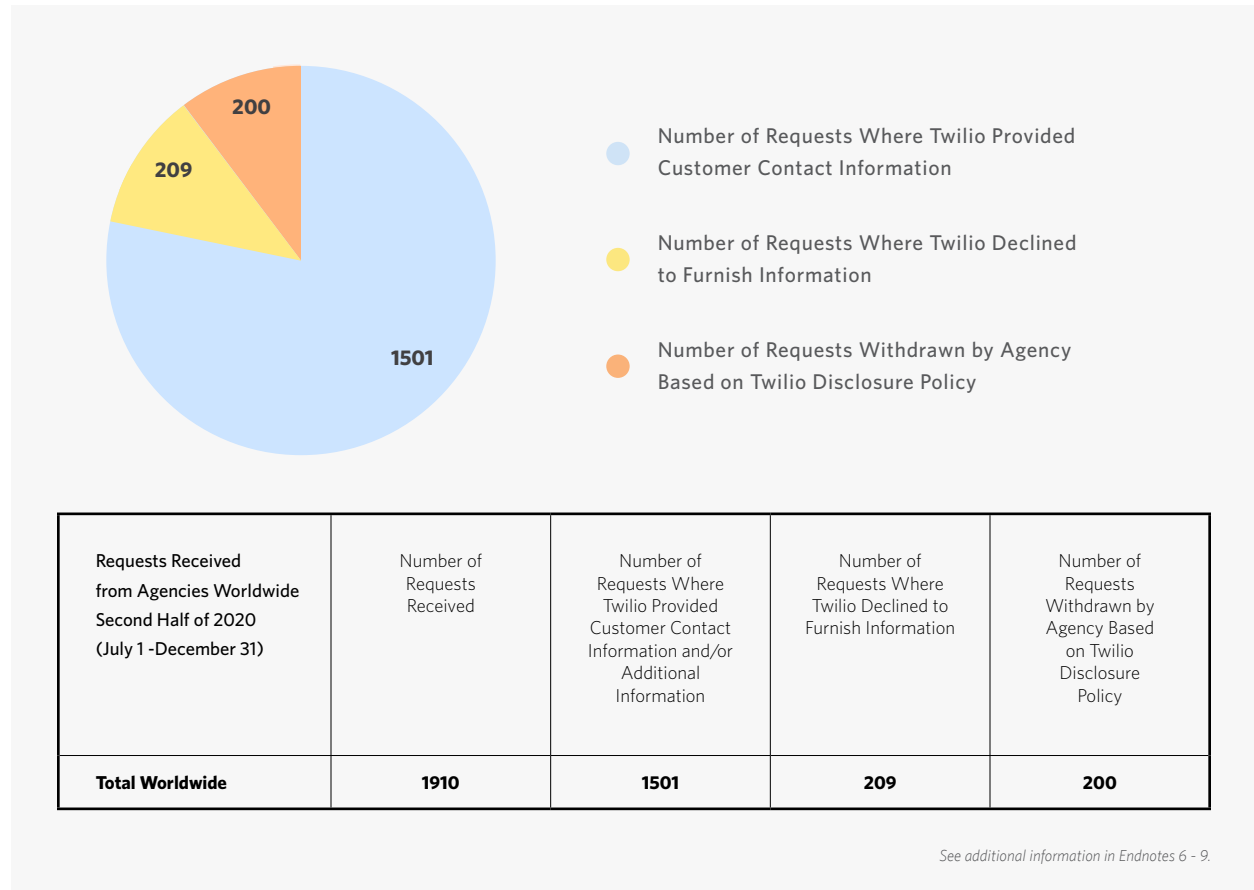 200
209
1501
Number of Requests Where Twilio Provided
Customer Contact Information
Number of Requests Where Twilio Declined
to Furnish Information
Number of Requests Withdrawn by Agency
Based on Twilio Disclosure Policy
Requests Received
from Agencies Worldwide
Second Half of 2020
(July 1 -December 31)
Number of
Requests
Received
Number of
Requests Where
Twilio Provided
Customer Contact
Information and/or
Additional
Information
Number of
Requests Where
Twilio Declined to
Furnish Information
Number of
Requests
Withdrawn by
Agency Based
on Twilio
Disclosure
Policy
Total Worldwide
1910
1501
209
200
See additional information in Endnotes 6 - 9.